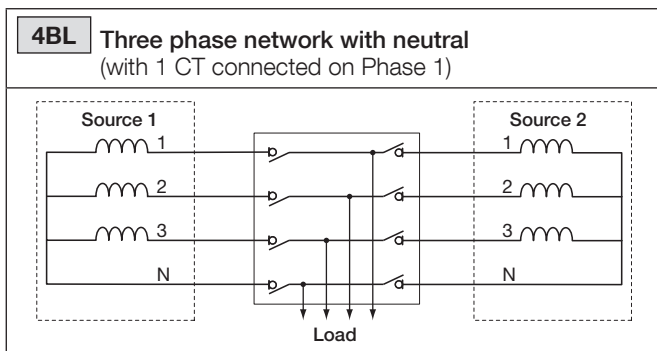 4BL Three phase network with neutral
(with 1 CT connected on Phase 1)
Source 1
Source 2
1
1
2
2
3
3
N
N
Load